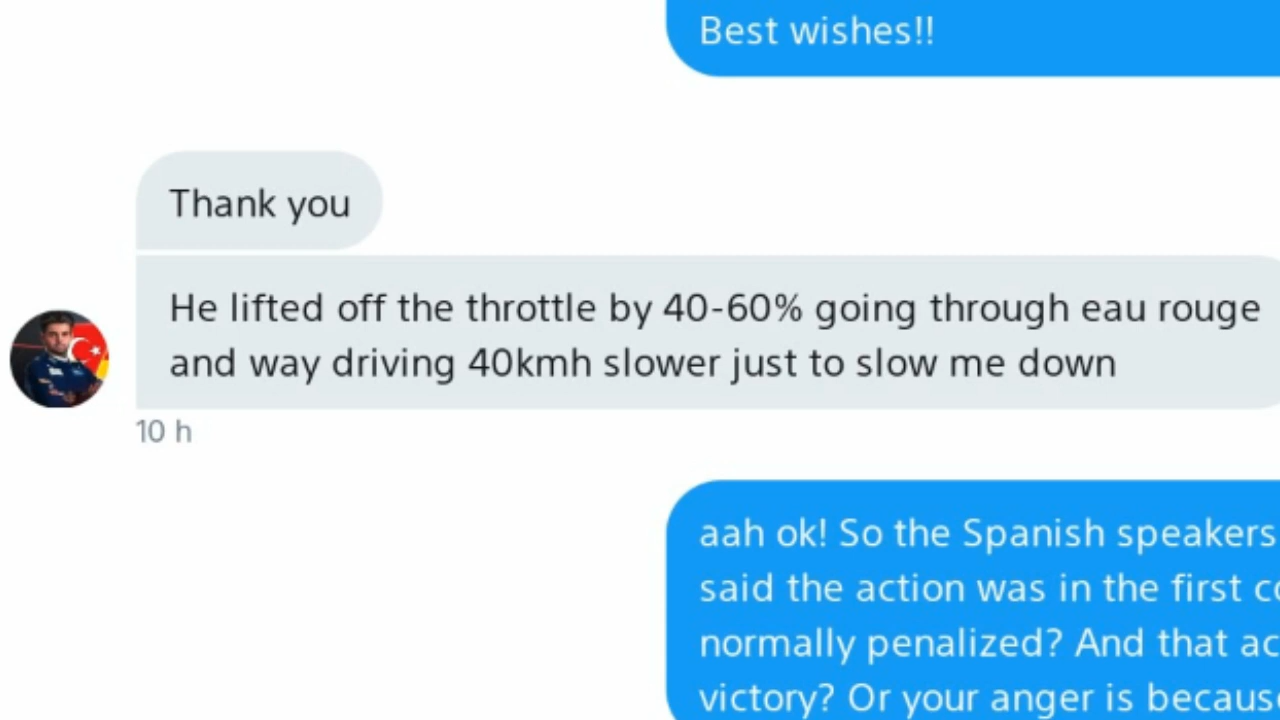 Best wishes!!
Thank you
He lifted off the throttle by 40-60% going through eau rouge
and way driving 40kmh slower just to slow me down
10 h
aah ok! So the Spanish speakers
said the action was in the first
normally penalized? And that
victory? Or your anger is